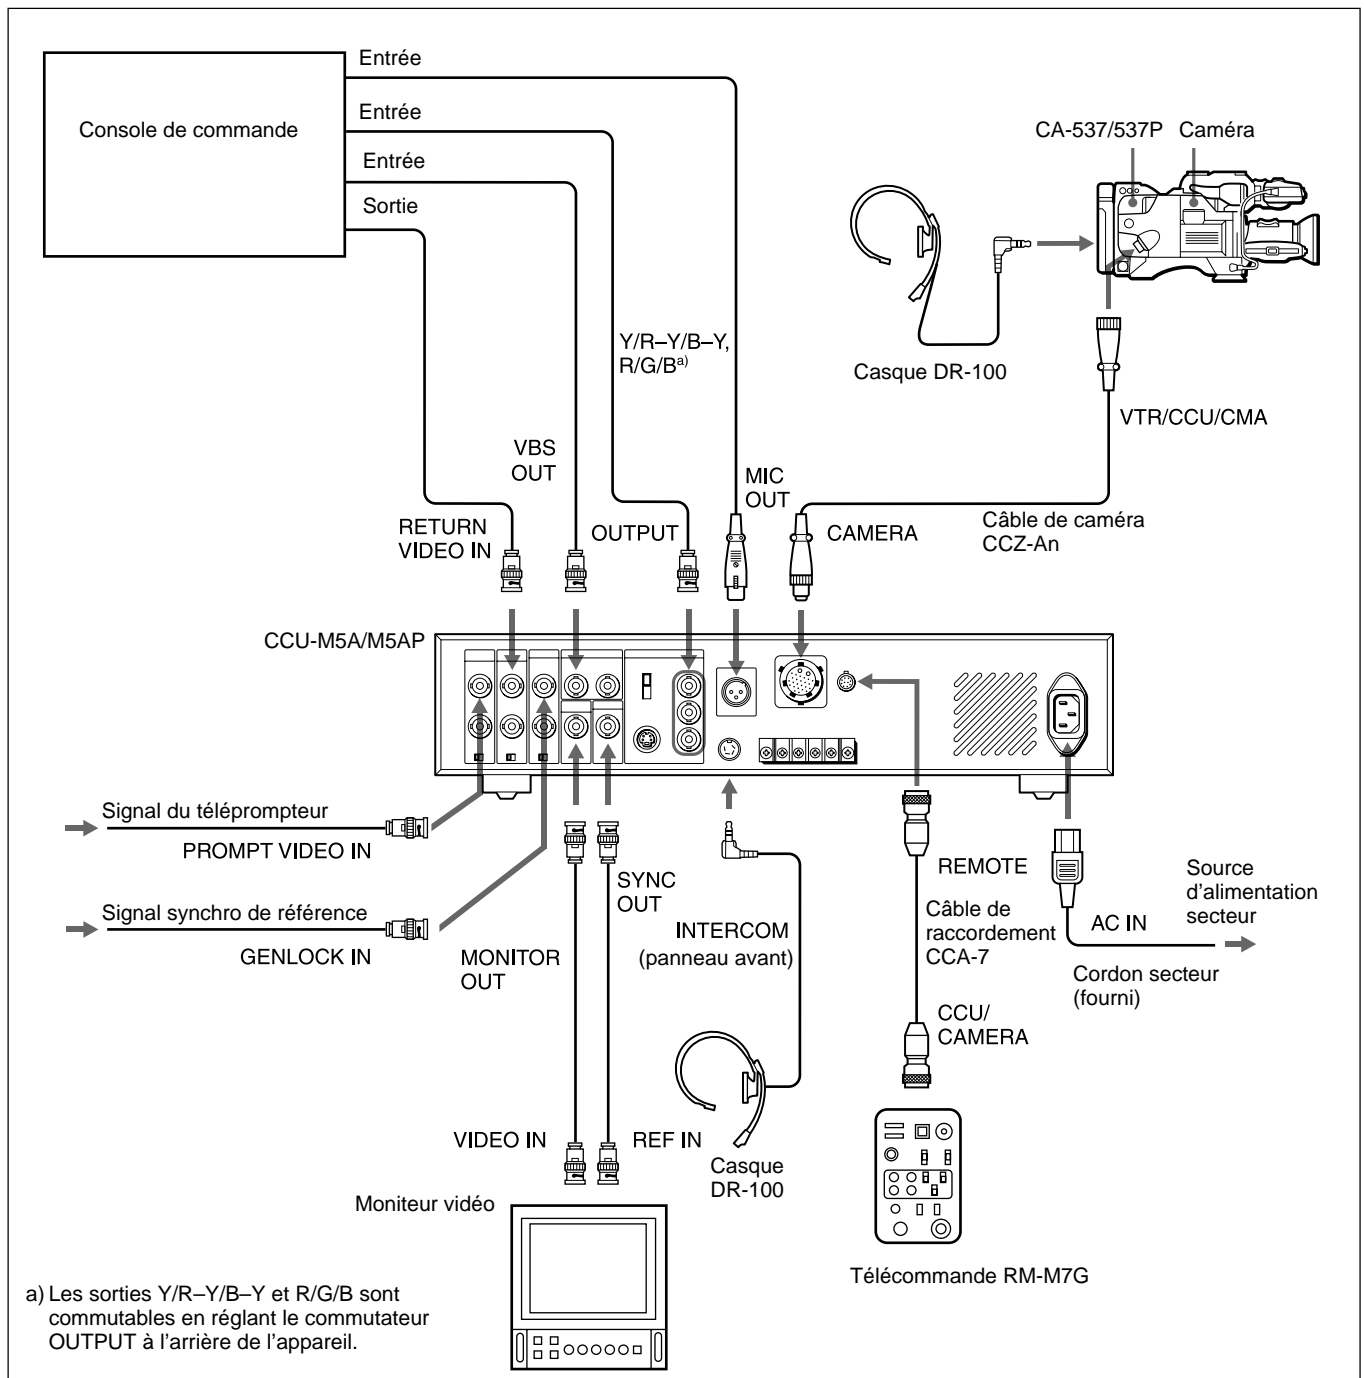 Entrée
Entrée
Console de commande
Entrée
Sortie
CA-537/537P Caméra
Y/R–Y/B–Y,
R/G/Ba)
Casque DR-100
VTR/CCU/CMA
VBS
OUT
MIC
OUT
RETURN
VIDEO IN
OUTPUT
CAMERA
Câble de caméra
CCZ-An
CCU-M5A/M5AP
Signal du téléprompteur
PROMPT VIDEO IN
Signal synchro de référence
GENLOCK IN
MONITOR
OUT
SYNC
OUT
INTERCOM
(panneau avant)
REMOTE
Câble de
raccordement
CCA-7
CCU/
CAMERA
Source
d'alimentation
secteur
AC IN
Cordon secteur
(fourni)
VIDEO IN
REF IN
Casque
DR-100
Moniteur vidéo
Télécommande RM-M7G
a) Les sorties Y/R–Y/B–Y et R/G/B sont
commutables en réglant le commutateur
OUTPUT à l'arrière de l'appareil.